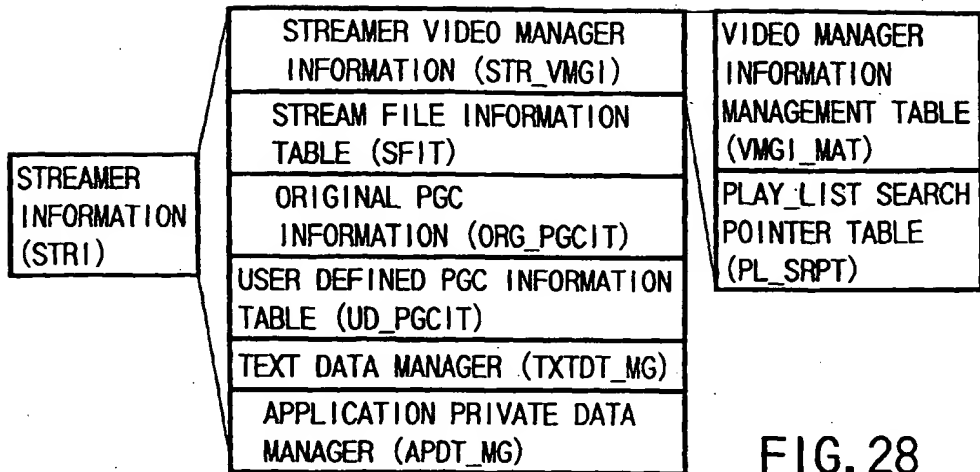 STREAMER
INFORMATION
(STRI)
STREAMER VIDEO MANAGER
INFORMATION (STR_VMGI)
STREAM FILE INFORMATION
TABLE (SFIT)
ORIGINAL PGC
INFORMATION (ORG_PGCIT)
USER DEFINED PGC INFORMATION
TABLE (UD_PGCIT)
TEXT DATA MANAGER (TXTDT_MG)
APPLICATION PRIVATE DATA
MANAGER (APDT_MG)
VIDEO MANAGER
INFORMATION
MANAGEMENT TABLE
(VMGI_MAT)
PLAY_LIST SEARCH
POINTER TABLE
(PL_SRPT)
FIG. 28